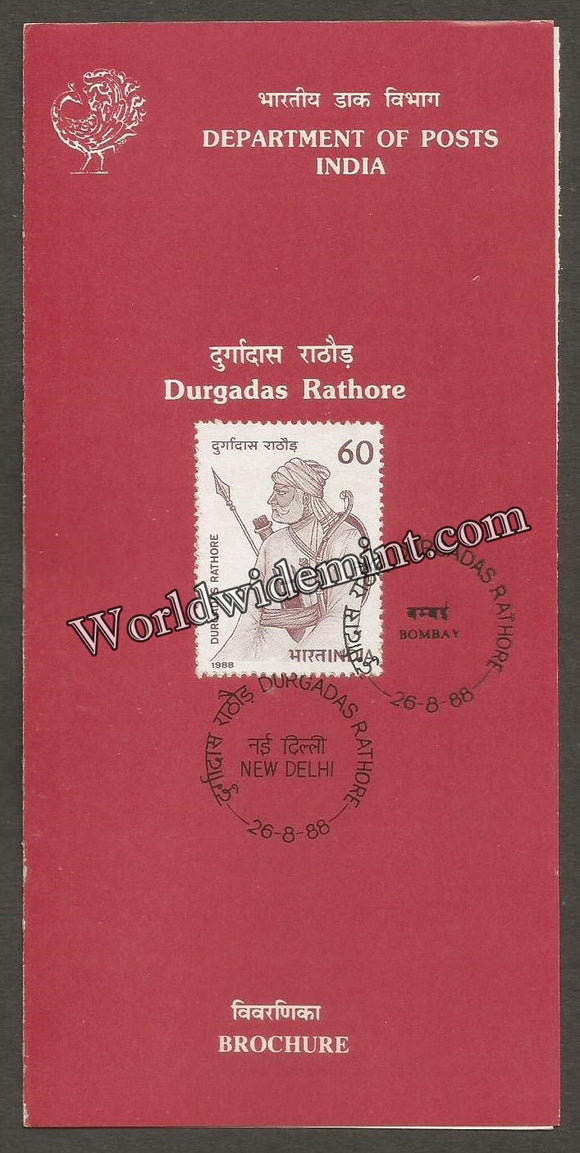 भारतीय डाक विभाग
DEPARTMENT OF POSTS
INDIA
दुर्गादास राठौड़
Durgadas Rathore
दुर्गादास राठौड़ 60
DURGADAS RATHORE
भारत INDIA
1988
Worldwidemint.com
दुर्गादास राठौड़ DURGADAS RATHORE
बम्बई
BOMBAY
26-8-88
दुर्गादास राठौड़ DURGADAS RATHORE
नई दिल्ली
NEW DELHI
26-8-88
विवरणिका
BROCHURE